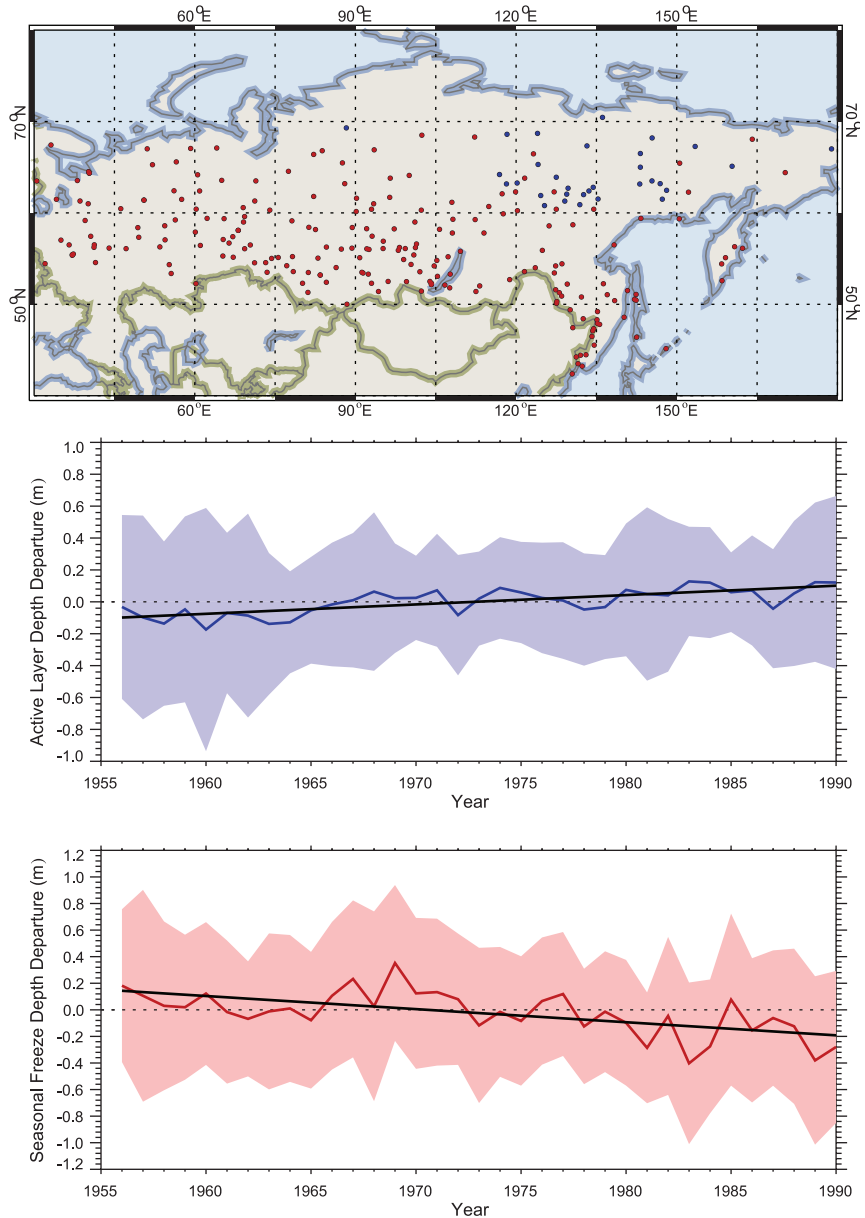 60°E 90°E 120°E 150°E
70°N 70°N
50°N 50°N
60°E 90°E 120°E 150°E
Active Layer Depth Departure (m)
1.0
0.8
0.6
0.4
0.2
0.0
-0.2
-0.4
-0.6
-0.8
-1.0
1955 1960 1965 1970 1975 1980 1985 1990
Year
Seasonal Freeze Depth Departure (m)
1.2
1.0
0.8
0.6
0.4
0.2
0.0
-0.2
-0.4
-0.6
-0.8
-1.0
-1.2
1955 1960 1965 1970 1975 1980 1985 1990
Year